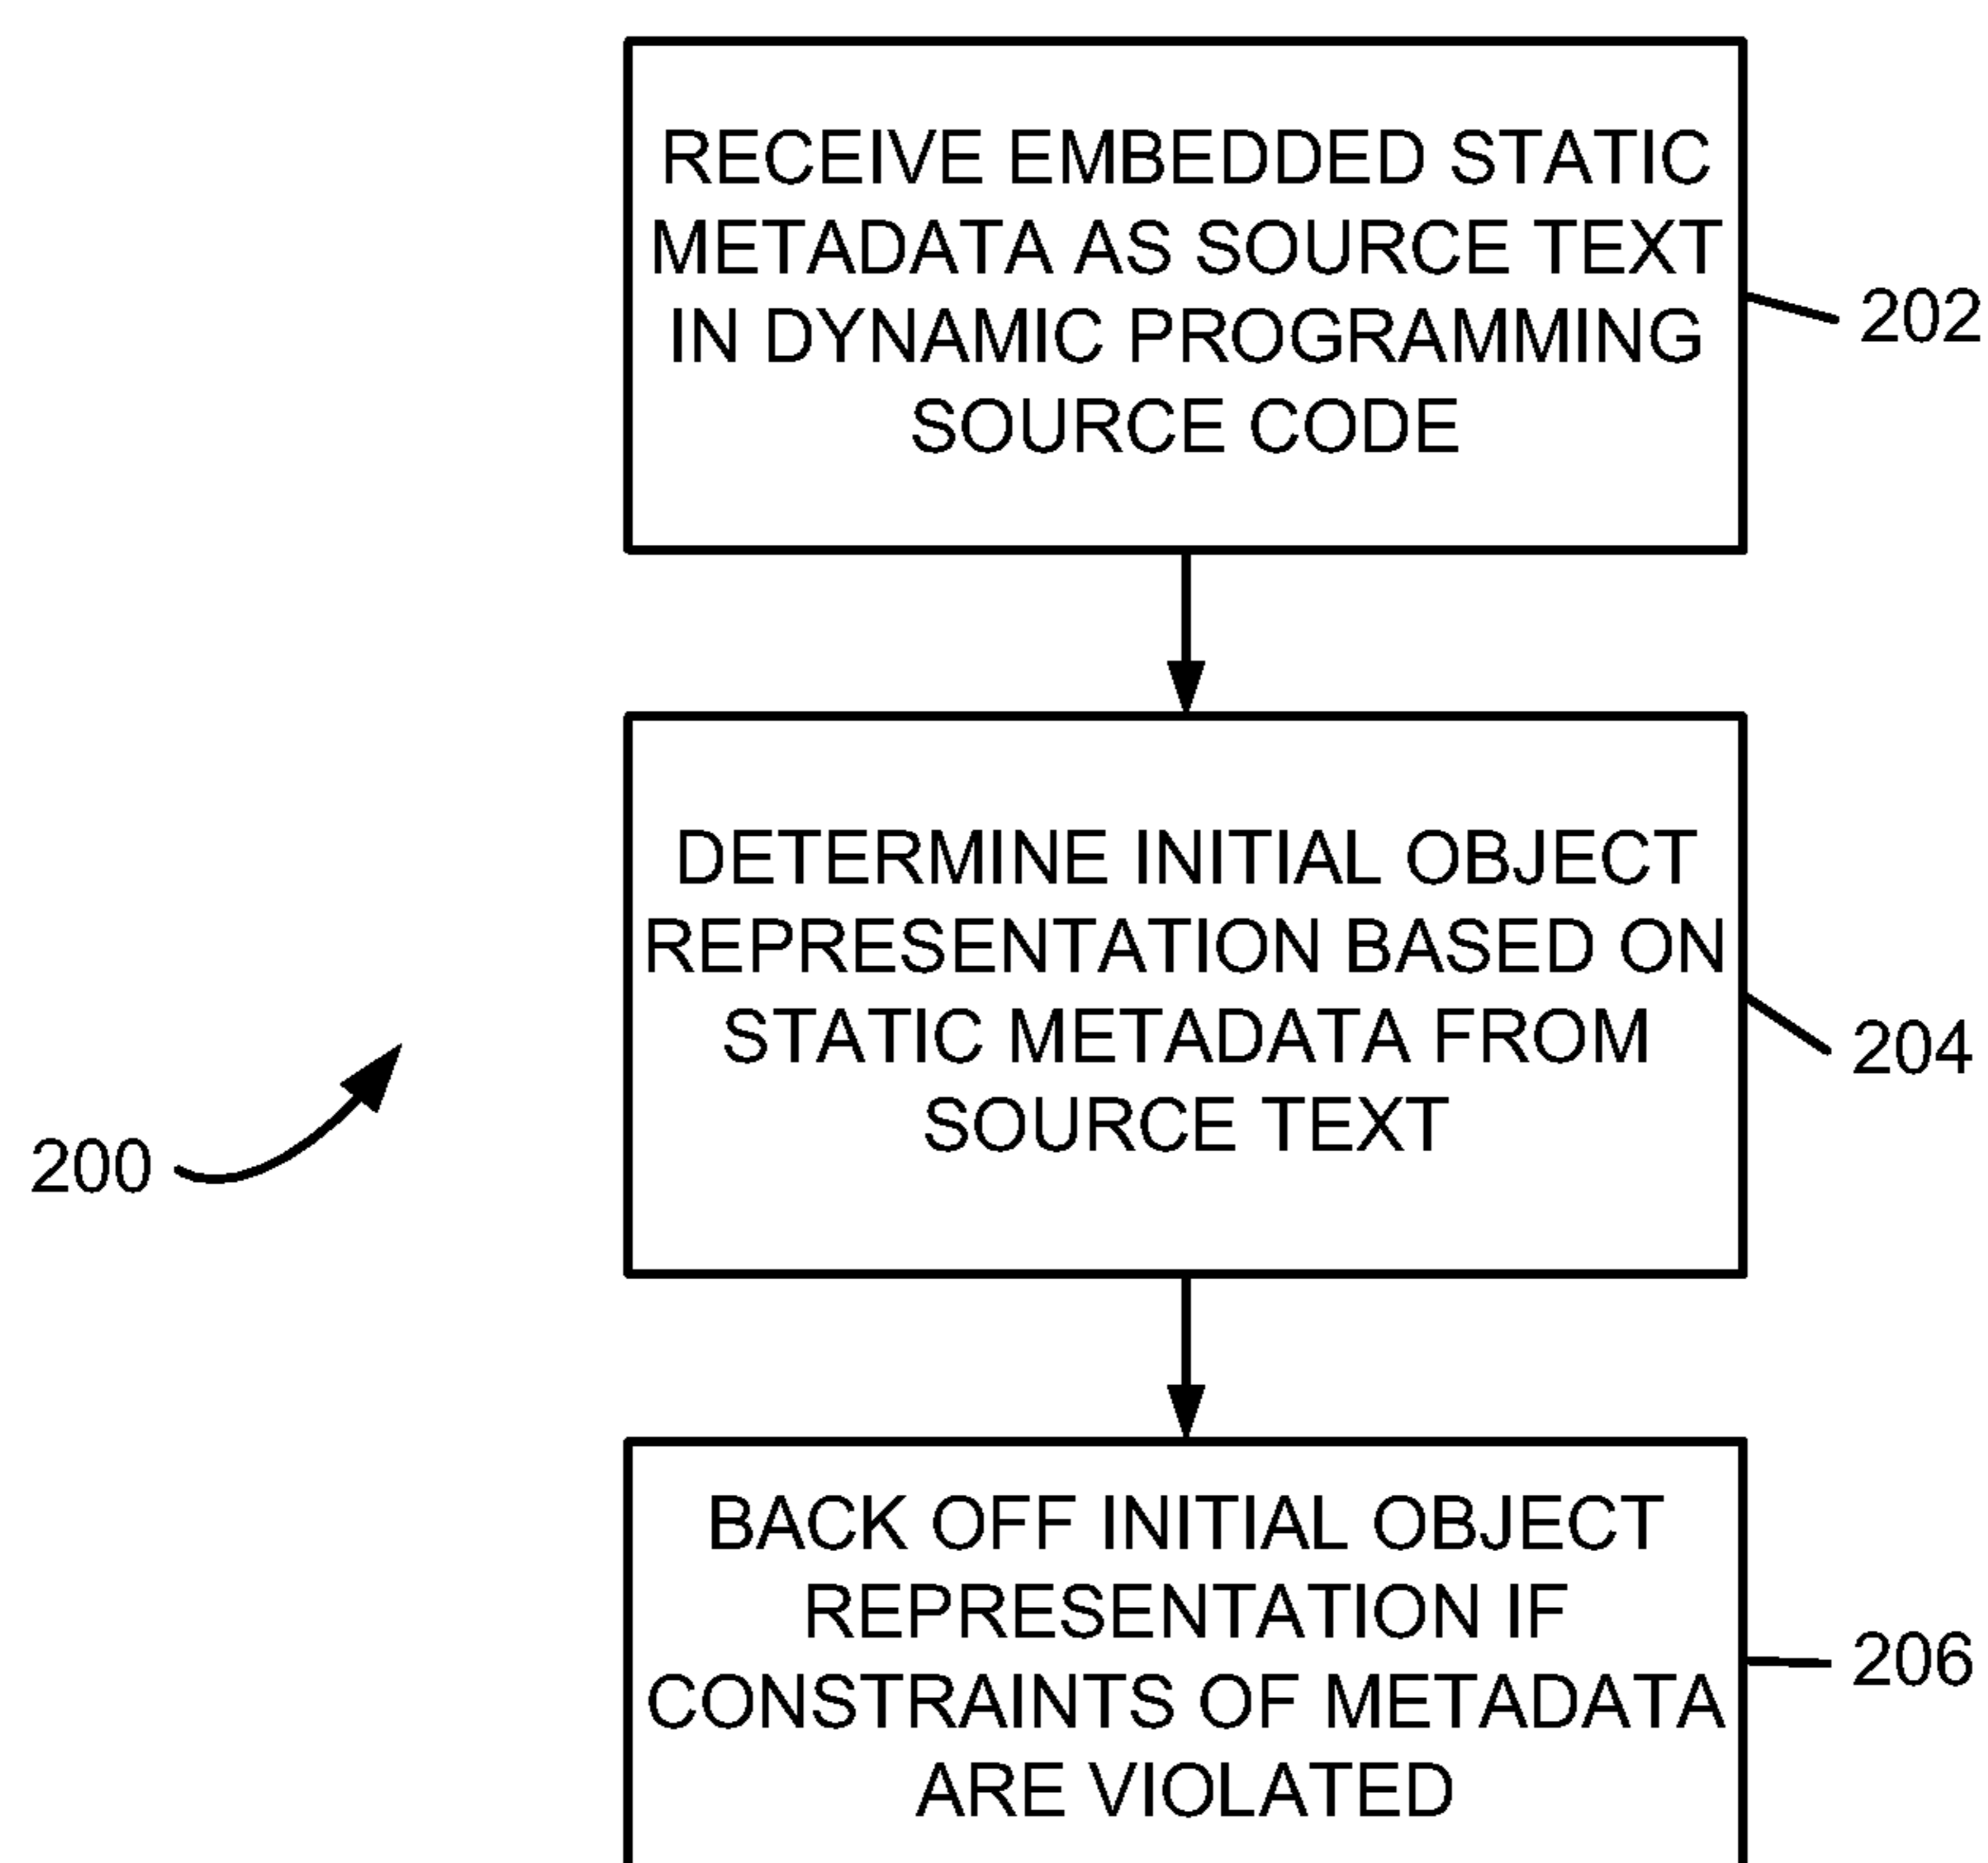 RECEIVE EMBEDDED STATIC
METADATA AS SOURCE TEXT
IN DYNAMIC PROGRAMMING
SOURCE CODE
202
DETERMINE INITIAL OBJECT
REPRESENTATION BASED ON
STATIC METADATA FROM
SOURCE TEXT
204
200
BACK OFF INITIAL OBJECT
REPRESENTATION IF
CONSTRAINTS OF METADATA
ARE VIOLATED
206